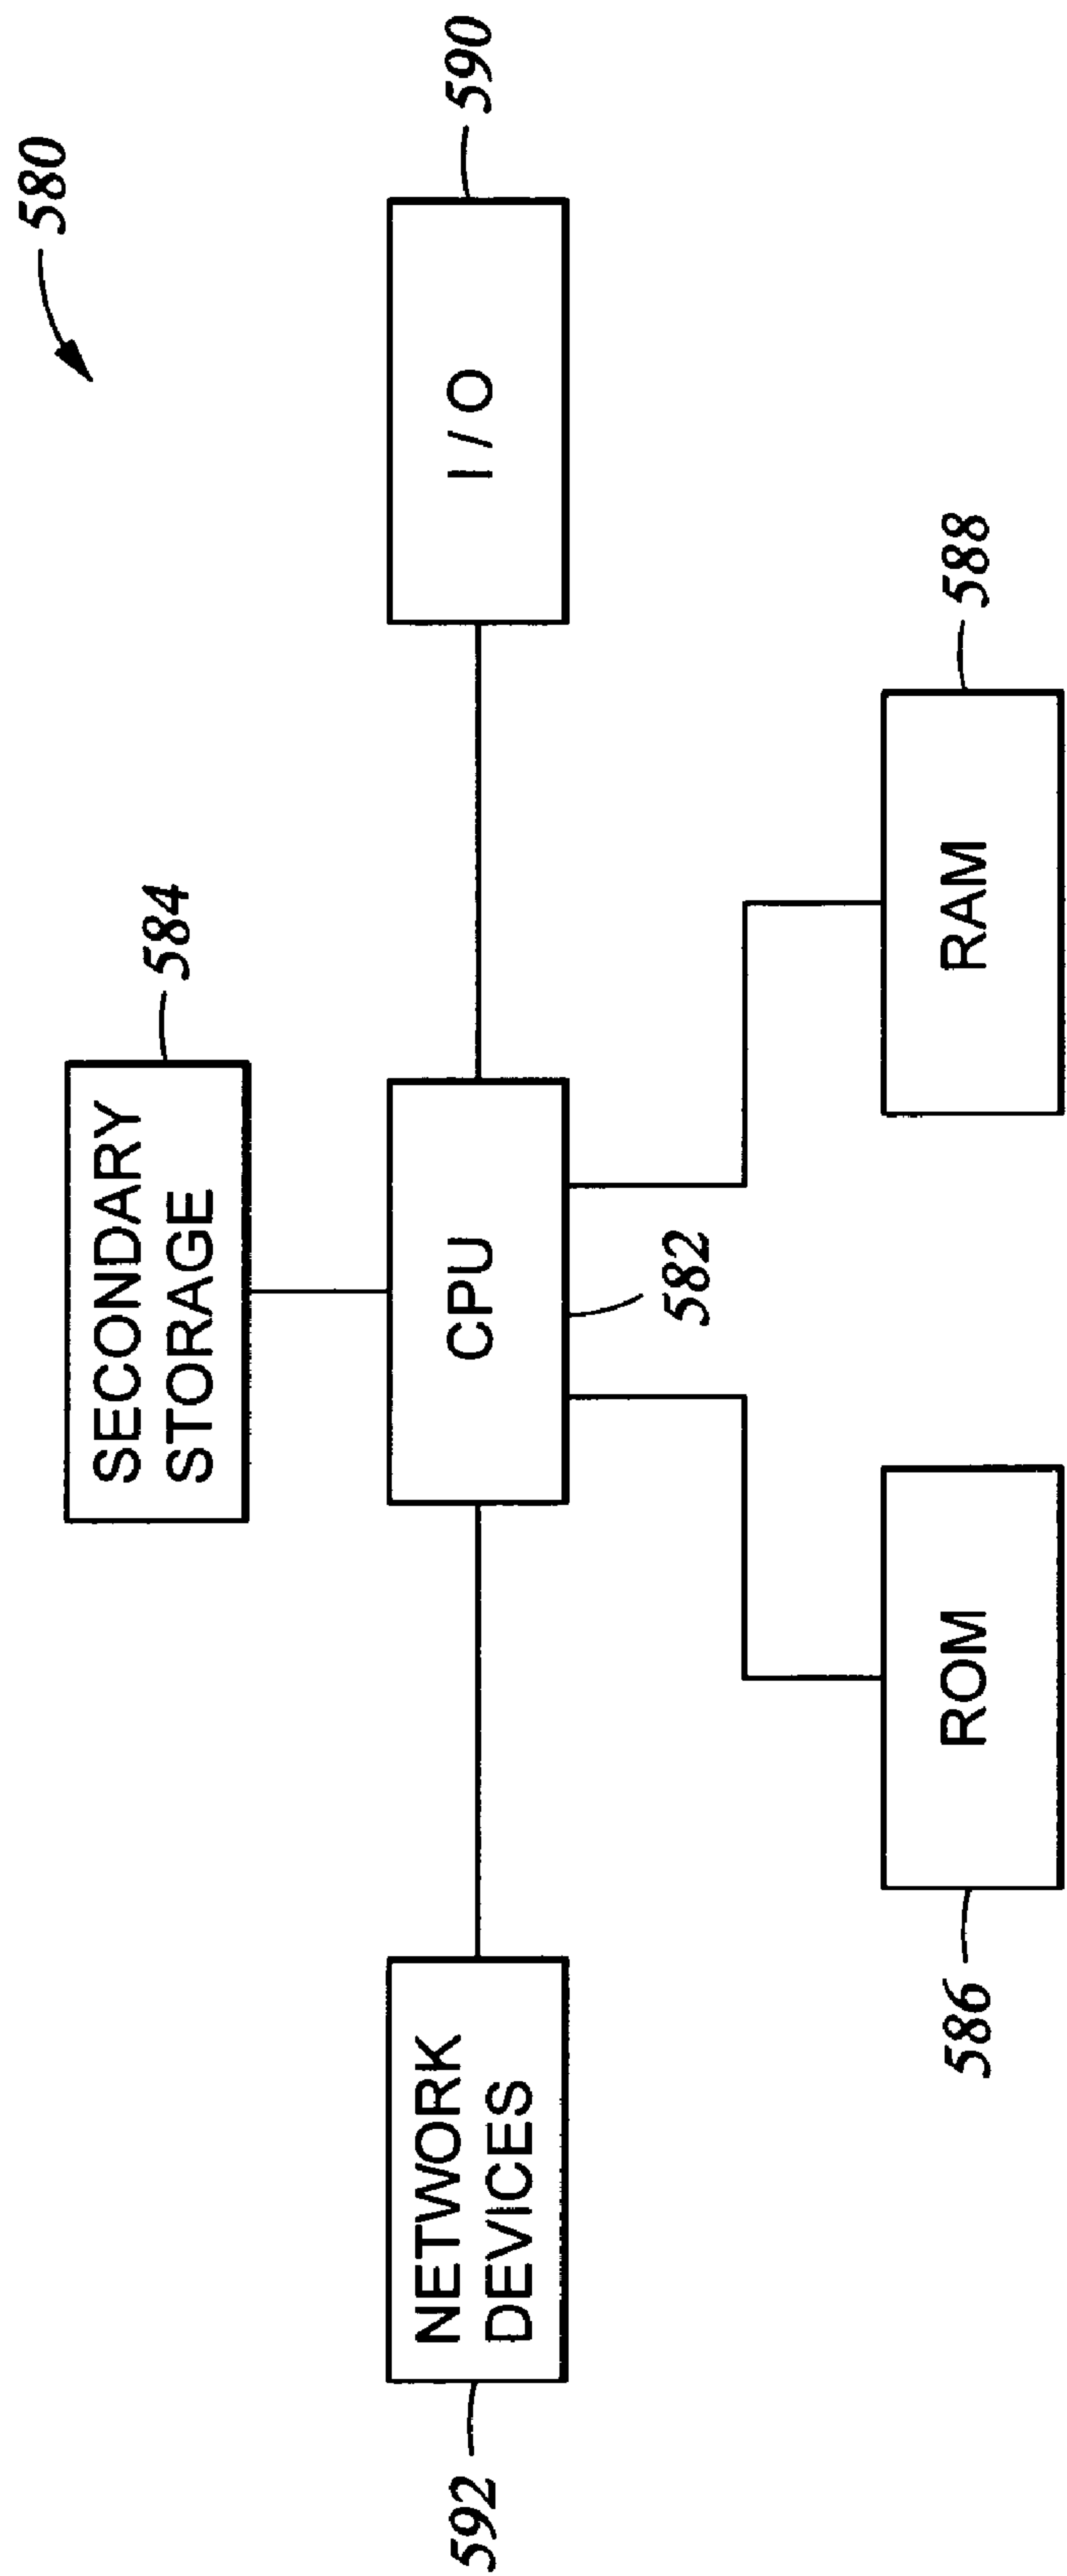 580
SECONDARY
STORAGE
584
NETWORK
DEVICES
592
CPU
582
I / O
590
ROM
586
RAM
588